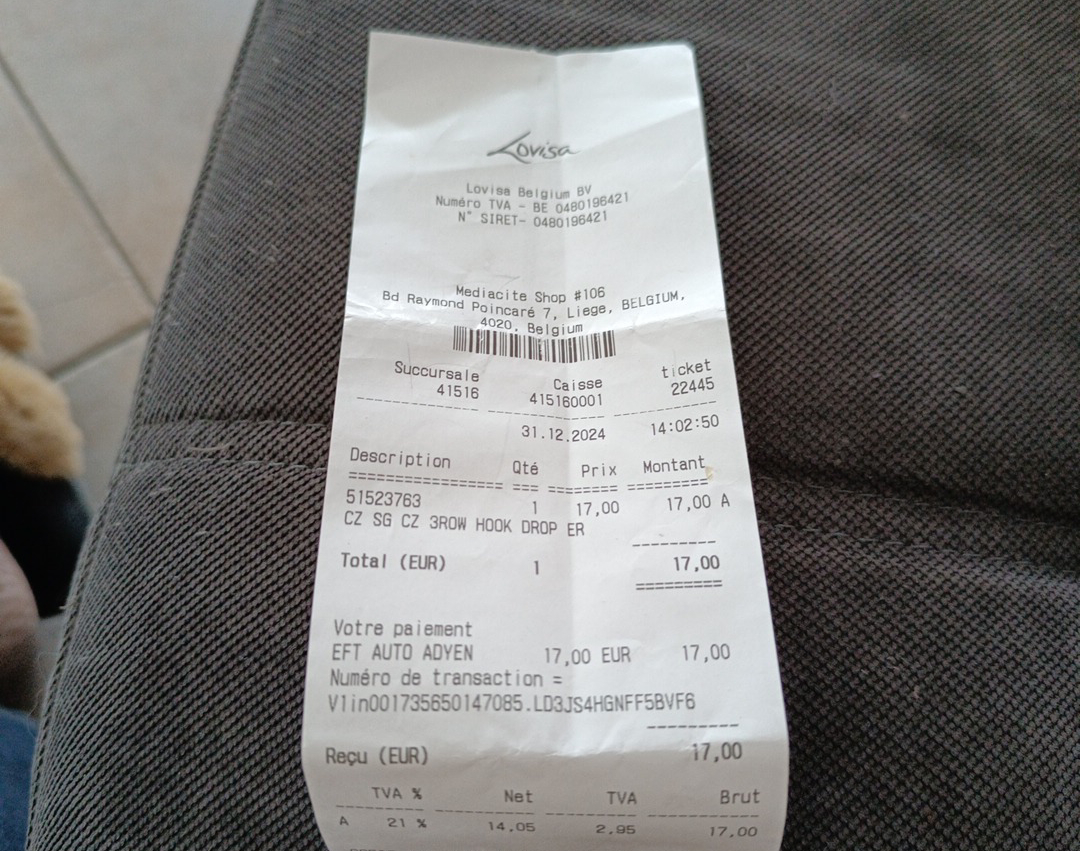 Lovisa
Lovisa Belgium BV
Numéro TVA - BE 0480196421
N° SIRET- 0480196421
Mediacite Shop #106
Bd Raymond Poincaré 7, Liege, BELGIUM,
4020, Belgium
Succursale Caisse ticket
41516 415160001 22445
31.12.2024 14:02:50
Description Qté Prix Montant
51523763 1 17,00 17,00 A
CZ SG CZ 3ROW HOOK DROP ER
Total (EUR) 1 17,00
Votre paiement
EFT AUTO ADYEN 17,00 EUR 17,00
Numéro de transaction =
V1in001735650147085.LD3JS4HGNFF5BVF6
Reçu (EUR) 17,00
TVA % Net TVA Brut
A 21 % 14,05 2,95 17,00